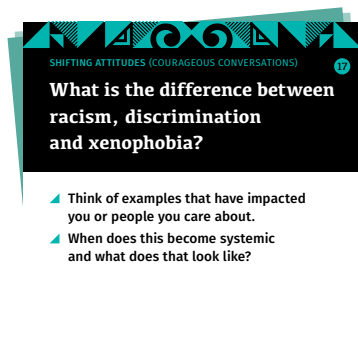 SHIFTING ATTITUDES (COURAGEOUS CONVERSATIONS)
17
What is the difference between
racism, discrimination
and xenophobia?
Think of examples that have impacted
you or people you care about.
When does this become systemic
and what does that look like?